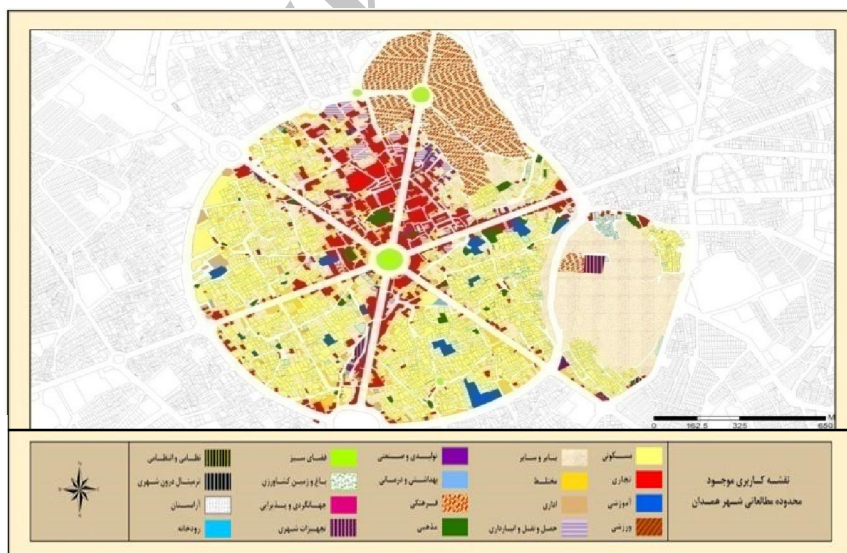 M
0 162.5 325 650
N
نقشه کاربری موجود
محدوده مطالعاتی شهر همدان
مسکونی
تجاری
آموزشی
ورزشی
بایر و سایر
مختلط
اداری
حمل و نقل و انبارداری
تولیدی و صنعتی
بهداشتی و درمانی
فرهنگی
مذهبی
فضای سبز
باغ و زمین کشاورزی
جهانگردی و پذیرایی
تجهیزات شهری
نظامی و انتظامی
ترمینال درون شهری
آرامستان
رودخانه